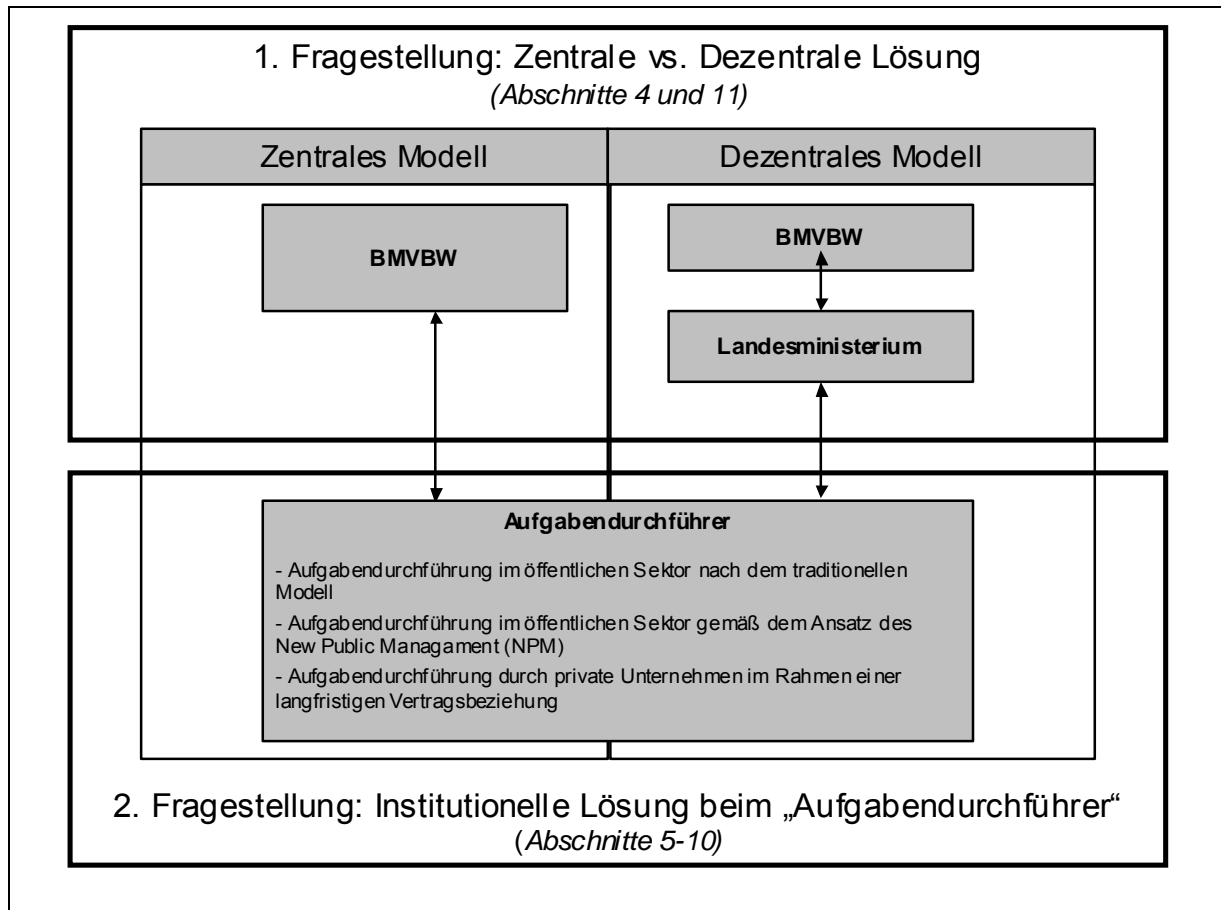 1. Fragestellung: Zentrale vs. Dezentrale Lösung
(Abschnitte 4 und 11)
Zentrales Modell
Dezentrales Modell
BMVBW
BMVBW
Landesministerium
Aufgabendurchführer
- Aufgabendurchführung im öffentlichen Sektor nach dem traditionellen
Modell
- Aufgabendurchführung im öffentlichen Sektor gemäß dem Ansatz des
New Public Managament (NPM)
- Aufgabendurchführung durch private Unternehmen im Rahmen einer
langfristigen Vertragsbeziehung
2. Fragestellung: Institutionelle Lösung beim „Aufgabendurchführer“
(Abschnitte 5-10)